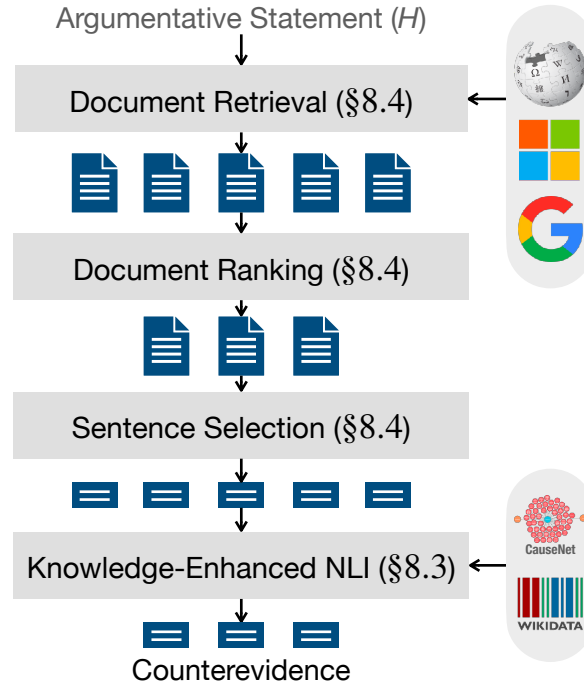 Argumentative Statement (H)
Document Retrieval (§8.4)
Document Ranking (§8.4)
Sentence Selection (§8.4)
Knowledge-Enhanced NLI (§8.3)
CauseNet
WIKIDATA
Counterevidence